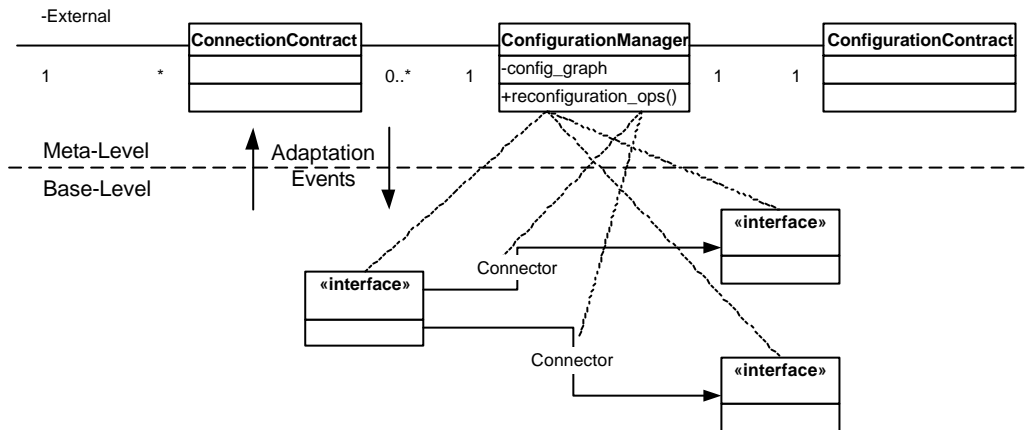 -External
ConnectionContract
ConfigurationManager
ConfigurationContract
-config_graph
1
*
0..*
1
1
1
+reconfiguration_ops()
Meta-Level
Adaptation
Events
Base-Level
«interface»
Connector
«interface»
Connector
«interface»